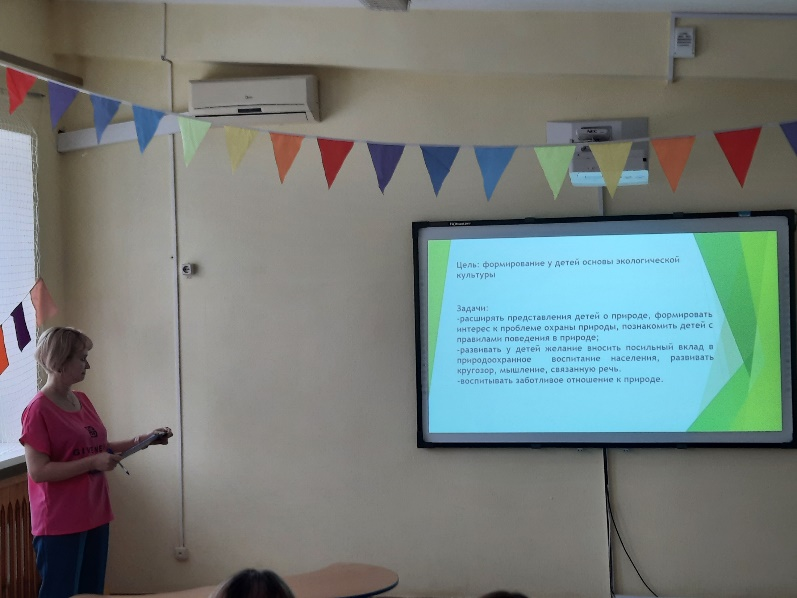 Цель: формирование у детей основы экологической
культуры
Задачи:
-расширять представления детей о природе, формировать
интерес к проблеме охраны природы, познакомить детей с
правилами поведения в природе;
-развивать у детей желание вносить посильный вклад в
природоохранное воспитание населения, развивать
кругозор, мышление, связанную речь.
-воспитывать заботливое отношение к природе.